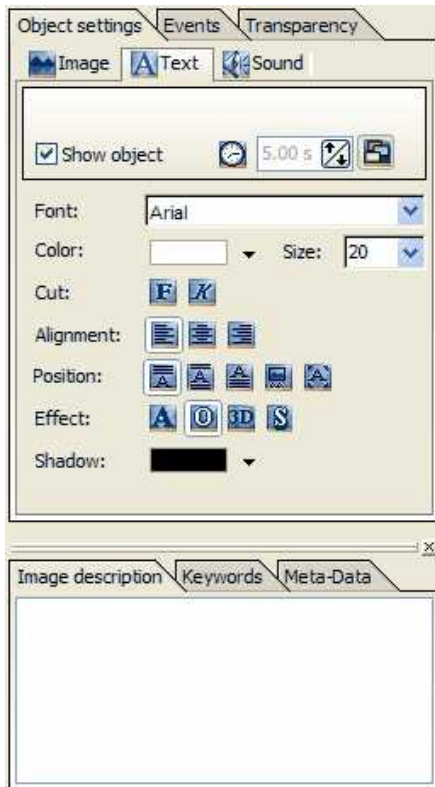 Object settings Events Transparency
Image A Text Sound
Show object 5.00 s
Font: Arial
Color: Size: 20
Cut: F K
Alignment:
Position: A A A A
Effect: A O 3D S
Shadow:
Image description Keywords Meta-Data